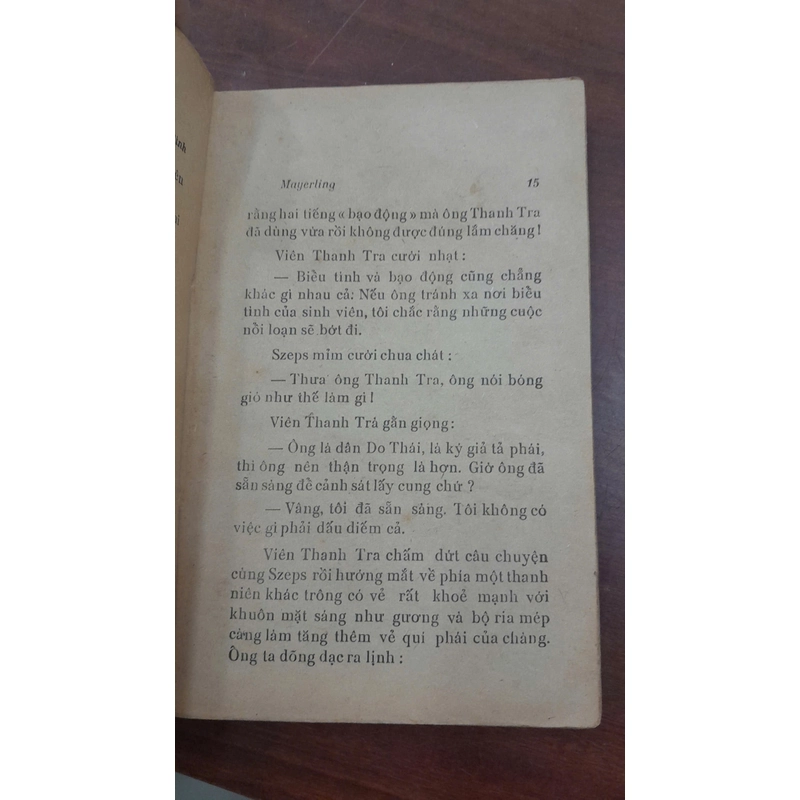 Mayerling 15
rằng hai tiếng « bạo động » mà ông Thanh Tra
đã dùng vừa rồi không được đúng lắm chăng !
Viên Thanh Tra cười nhạt :
— Biểu tình và bạo động cũng chẳng
khác gì nhau cả. Nếu ông tránh xa nơi biểu
tình của sinh viên, tôi chắc rằng những cuộc
nổi loạn sẽ bớt đi.
Szeps mỉm cười chua chát :
— Thưa ông Thanh Tra, ông nói bóng
gió như thế làm gì !
Viên Thanh Trả gằn giọng :
— Ông là dân Do Thái, là ký giả tả phái,
thì ông nên thận trọng là hơn. Giờ ông đã
sẵn sàng để cảnh sát lấy cung chứ ?
— Vâng, tôi đã sẵn sàng. Tôi không có
việc gì phải dấu diếm cả.
Viên Thanh Tra chấm dứt câu chuyện
cùng Szeps rồi hướng mắt về phía một thanh
niên khác trông có vẻ rất khoẻ mạnh với
khuôn mặt sáng như gương và bộ ria mép
càng làm tăng thêm vẻ quí phái của chàng.
Ông ta dõng dạc ra lịnh :